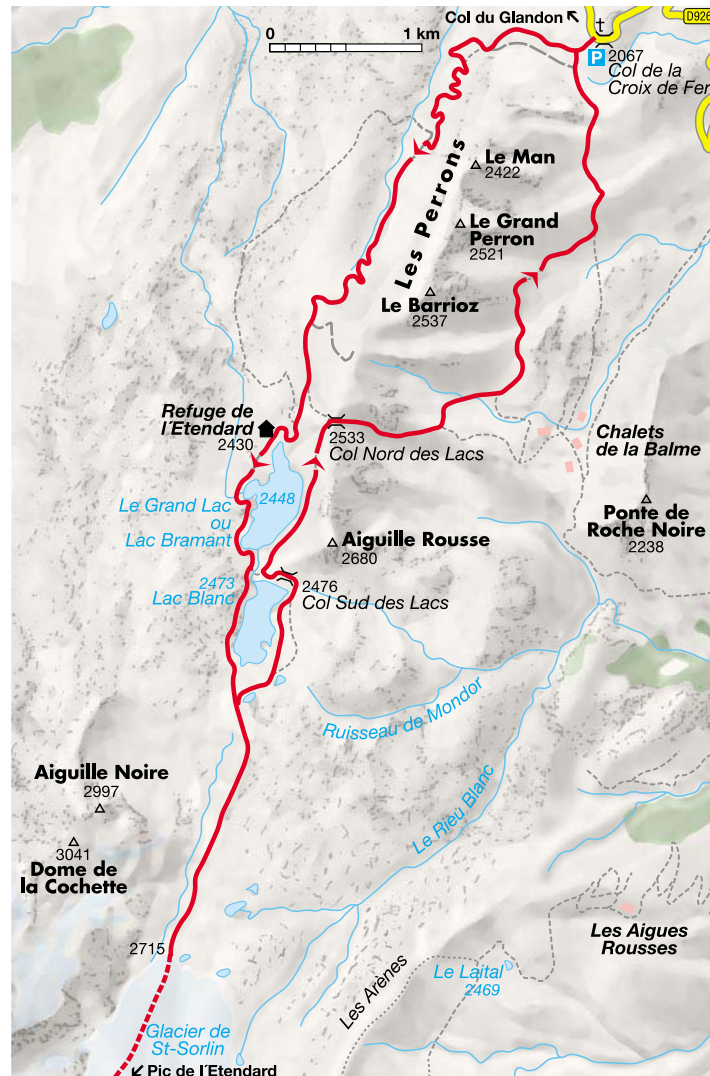 Col du Glandon
D926
0
1 km
P
2067
Col de la
Croix de Fer
Le Man
2422
Les Perrons
Le Grand
Perron
2521
Le Barrioz
2537
Refuge de
l´Etendard
2430
2533
Col Nord des Lacs
Chalets
de la Balme
2448
Le Grand Lac
ou
Lac Bramant
Ponte de
Roche Noire
2238
Aiguille Rousse
2680
2473
Lac Blanc
2476
Col Sud des Lacs
Ruisseau de Mondor
Aiguille Noire
2997
Le Rieu Blanc
3041
Dome de
la Cochette
Les Aigues
Rousses
2715
Les Arènes
Le Laital
2469
Glacier de
St-Sorlin
Pic de l´Etendard